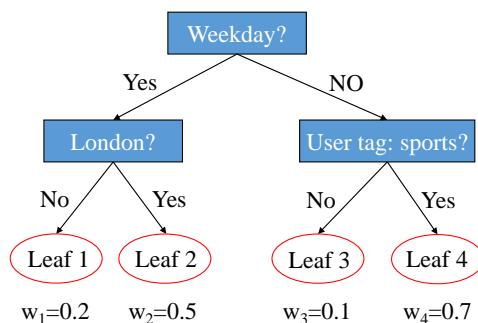 Weekday?
Yes NO
London? User tag: sports?
No Yes No Yes
Leaf 1 Leaf 2 Leaf 3 Leaf 4
w₁=0.2 w₂=0.5 w₃=0.1 w₄=0.7